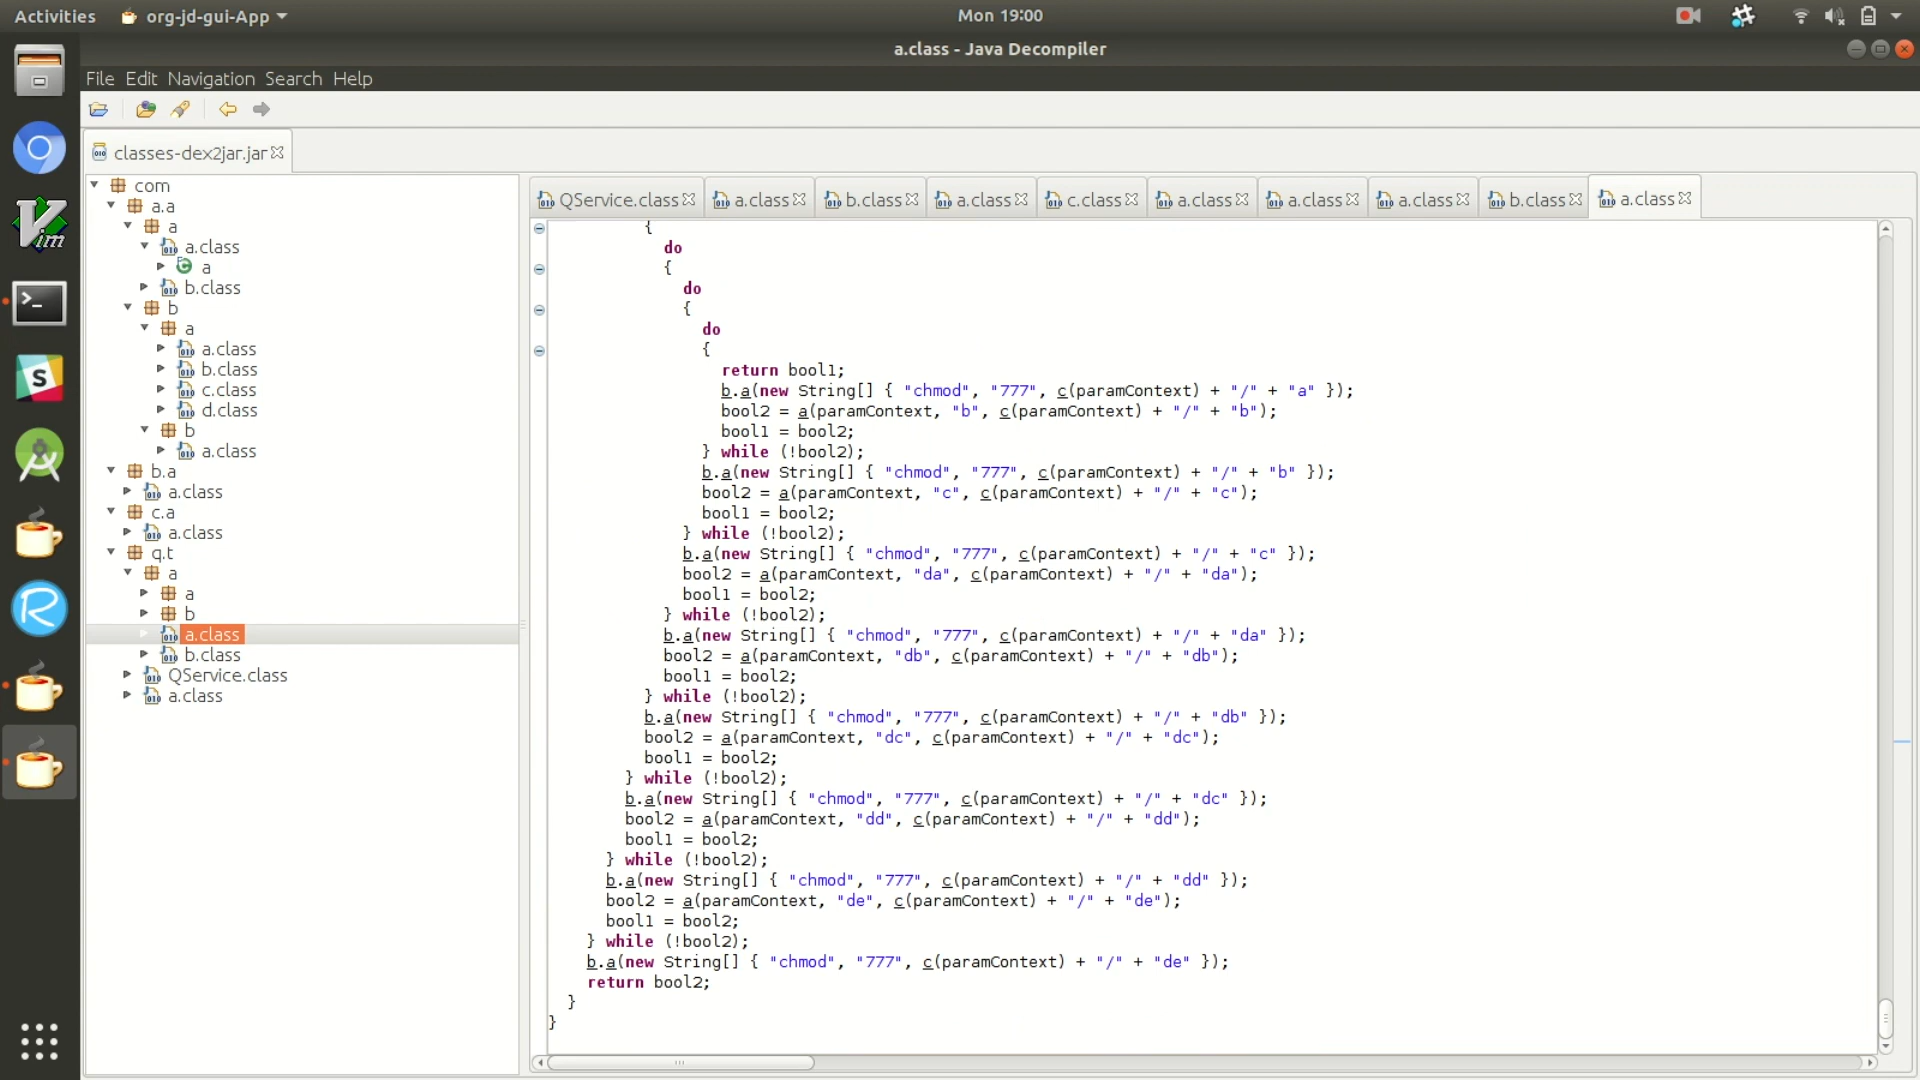 Activities org-jd-gui-App Mon 19:00
a.class - Java Decompiler
File Edit Navigation Search Help
classes-dex2jar.jar
com
a.a
a
a.class
a
b.class
b
a
a.class
b.class
c.class
d.class
b
a.class
b.a
a.class
c.a
a.class
q.t
a
a
b
a.class
b.class
QService.class
a.class
QService.class a.class b.class a.class c.class a.class a.class a.class b.class a.class
{
do
{
do
{
do
{
return bool1;
b.a(new String[] { "chmod", "777", c(paramContext) + "/" + "a" });
bool2 = a(paramContext, "b", c(paramContext) + "/" + "b");
bool1 = bool2;
} while (!bool2);
b.a(new String[] { "chmod", "777", c(paramContext) + "/" + "b" });
bool2 = a(paramContext, "c", c(paramContext) + "/" + "c");
bool1 = bool2;
} while (!bool2);
b.a(new String[] { "chmod", "777", c(paramContext) + "/" + "c" });
bool2 = a(paramContext, "da", c(paramContext) + "/" + "da");
bool1 = bool2;
} while (!bool2);
b.a(new String[] { "chmod", "777", c(paramContext) + "/" + "da" });
bool2 = a(paramContext, "db", c(paramContext) + "/" + "db");
bool1 = bool2;
} while (!bool2);
b.a(new String[] { "chmod", "777", c(paramContext) + "/" + "db" });
bool2 = a(paramContext, "dc", c(paramContext) + "/" + "dc");
bool1 = bool2;
} while (!bool2);
b.a(new String[] { "chmod", "777", c(paramContext) + "/" + "dc" });
bool2 = a(paramContext, "dd", c(paramContext) + "/" + "dd");
bool1 = bool2;
} while (!bool2);
b.a(new String[] { "chmod", "777", c(paramContext) + "/" + "dd" });
bool2 = a(paramContext, "de", c(paramContext) + "/" + "de");
bool1 = bool2;
} while (!bool2);
b.a(new String[] { "chmod", "777", c(paramContext) + "/" + "de" });
return bool2;
}
}
Vim
>_
S
R